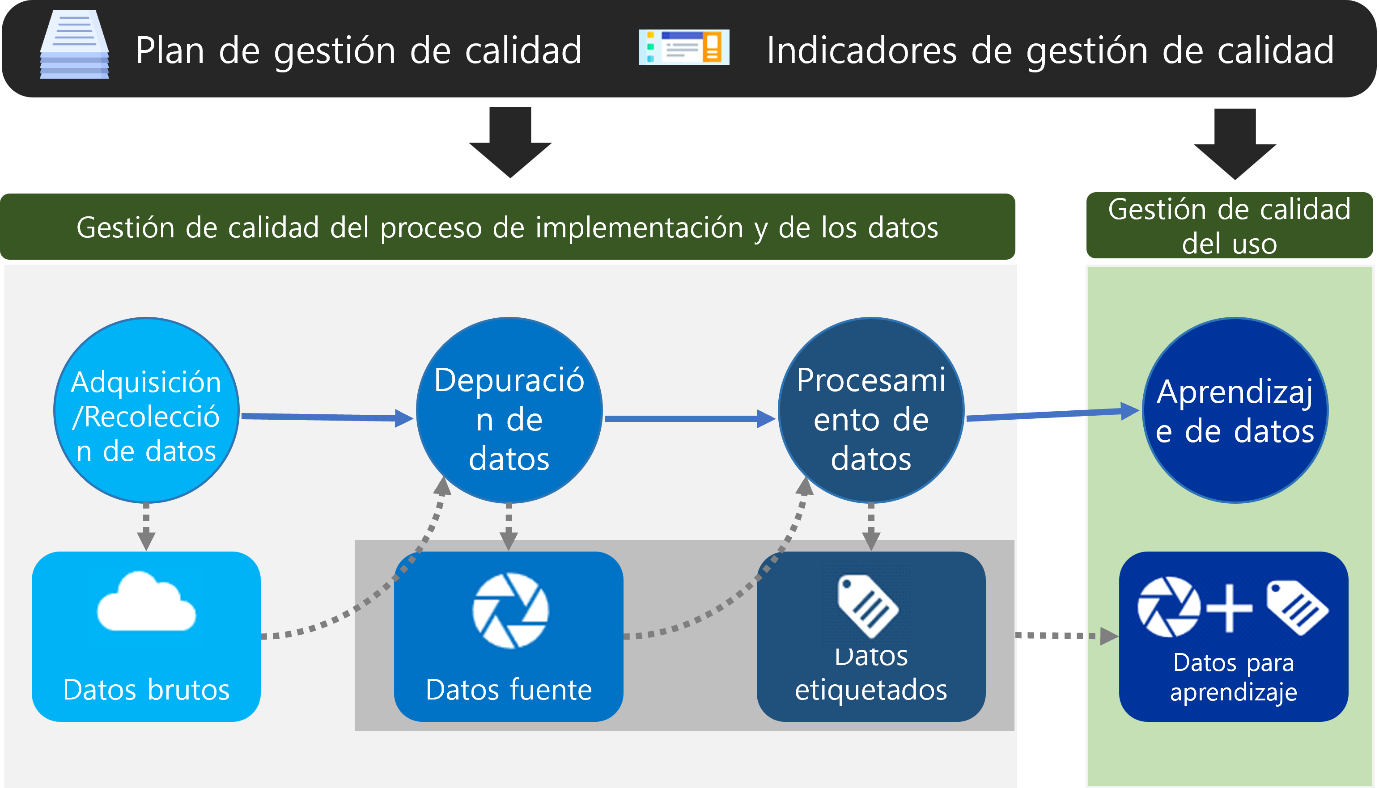 Plan de gestión de calidad
Indicadores de gestión de calidad
Gestión de calidad del proceso de implementación y de los datos
Gestión de calidad
del uso
Adquisición
/Recolecció
n de datos
Depuració
n de
datos
Procesami
ento de
datos
Aprendizaj
e de datos
Datos brutos
Datos fuente
Datos
etiquetados
Datos para
aprendizaje